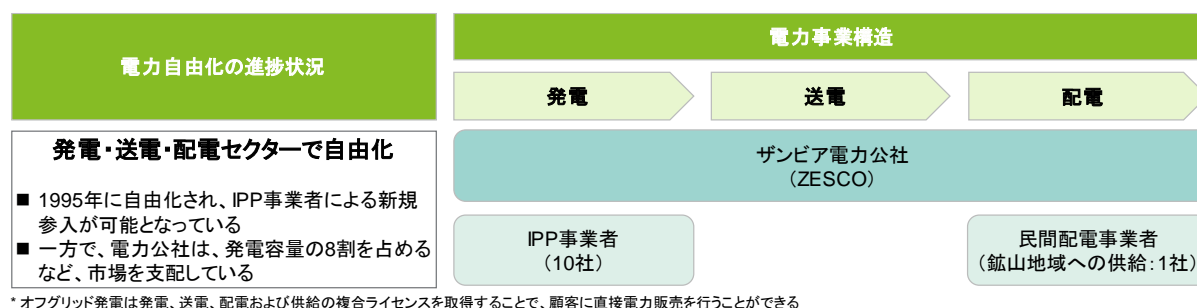 電力自由化の進捗状況
電力事業構造
発電
送電
配電
発電・送電・配電セクターで自由化
■ 1995年に自由化され、IPP事業者による新規
参入が可能となっている
■ 一方で、電力公社は、発電容量の8割を占める
など、市場を支配している
ザンビア電力公社
（ZESCO）
IPP事業者
（10社）
民間配電事業者
（鉱山地域への供給：1社）
* オフグリッド発電は発電、送電、配電および供給の複合ライセンスを取得することで、顧客に直接電力販売を行うことができる